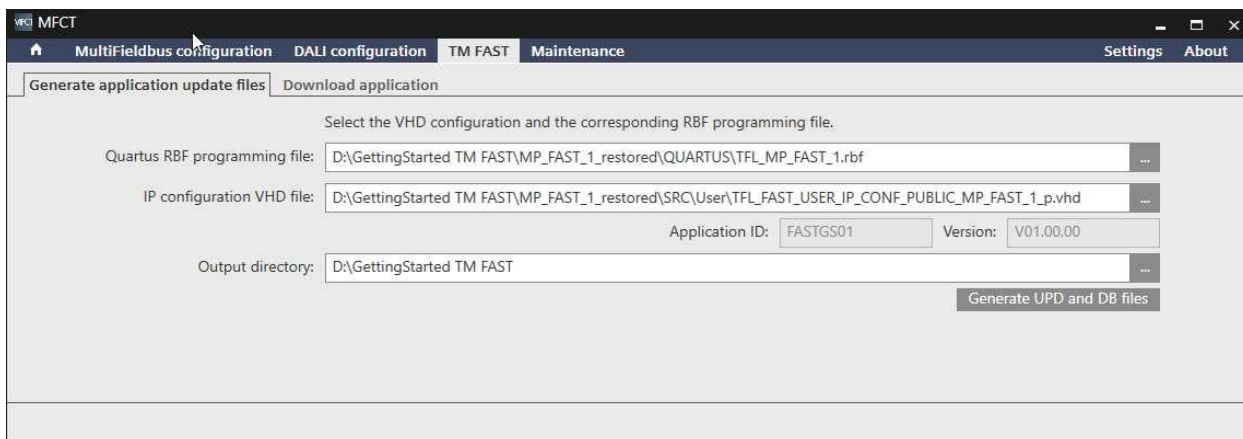 MFCT MFCT
MultiFieldbus configuration DALI configuration TM FAST Maintenance Settings About
Generate application update files Download application
Select the VHD configuration and the corresponding RBF programming file.
Quartus RBF programming file: D:\GettingStarted TM FAST\MP_FAST_1_restored\QUARTUS\TFL_MP_FAST_1.rbf ...
IP configuration VHD file: D:\GettingStarted TM FAST\MP_FAST_1_restored\SRC\User\TFL_FAST_USER_IP_CONF_PUBLIC_MP_FAST_1_p.vhd ...
Application ID: FASTGS01 Version: V01.00.00
Output directory: D:\GettingStarted TM FAST ...
Generate UPD and DB files